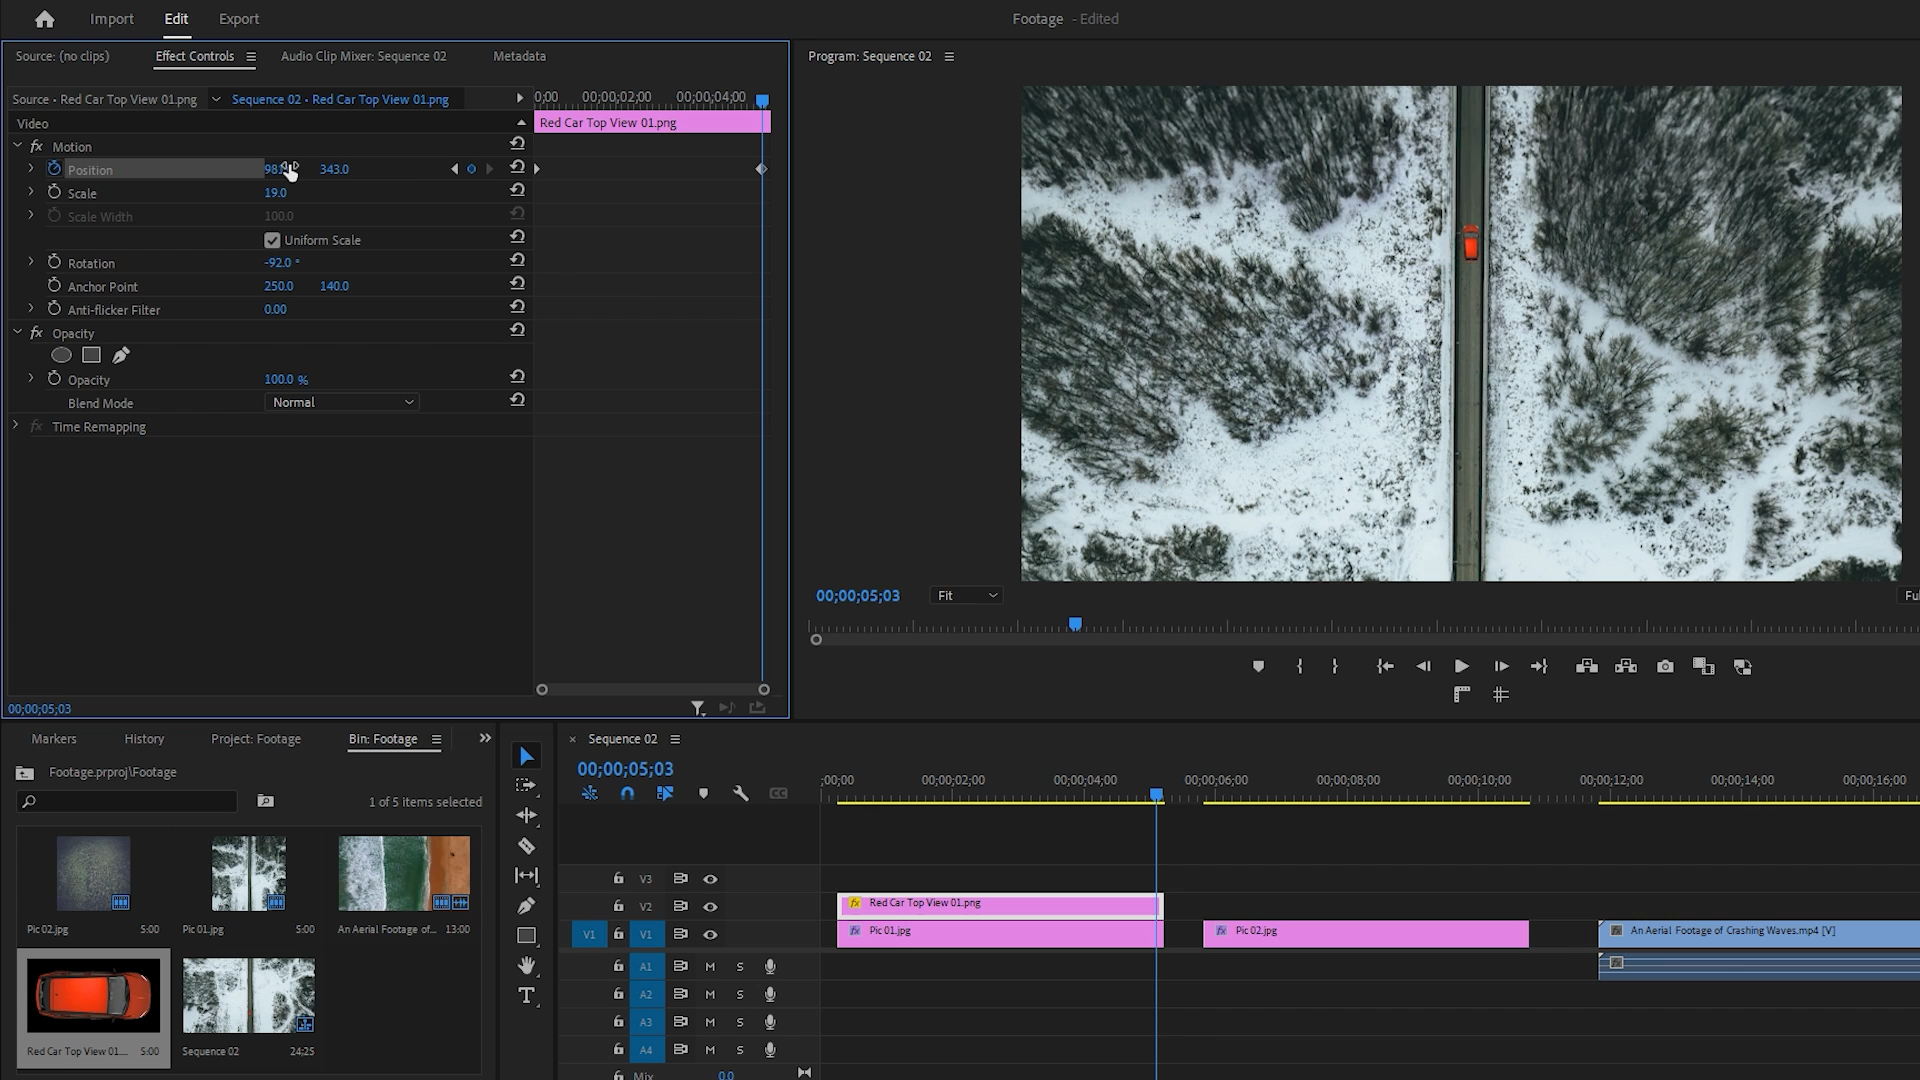 Import Edit Export
Footage - Edited
Source: (no clips) Effect Controls Audio Clip Mixer: Sequence 02 Metadata
Program: Sequence 02
Source • Red Car Top View 01.png Sequence 02 • Red Car Top View 01.png
0;00 00;00;02;00 00;00;04;00
Video
Red Car Top View 01.png
fx Motion
Position 343.0
Scale 19.0
Scale Width 100.0
Uniform Scale
Rotation -92.0 °
Anchor Point 250.0 140.0
Anti-flicker Filter 0.00
fx Opacity
Opacity 100.0 %
Blend Mode Normal
fx Time Remapping
00;00;05;03 Fit
00;00;05;03
Markers History Project: Footage Bin: Footage
Footage.prproj\Footage
1 of 5 items selected
Pic 02.jpg 5:00
Pic 01.jpg 5:00
An Aerial Footage of... 13:00
Red Car Top View 01.... 5:00
Sequence 02 24;25
T
× Sequence 02
00;00;05;03
CC
;00;00 00;00;02;00 00;00;04;00 00;00;06;00 00;00;08;00 00;00;10;00 00;00;12;00 00;00;14;00 00;00;16;00
V3
V2
fx Red Car Top View 01.png
V1 V1
fx Pic 01.jpg
fx Pic 02.jpg
fx An Aerial Footage of Crashing Waves.mp4 [V]
A1 M S
fx
A2 M S
A3 M S
A4 M S
Mix 0.0